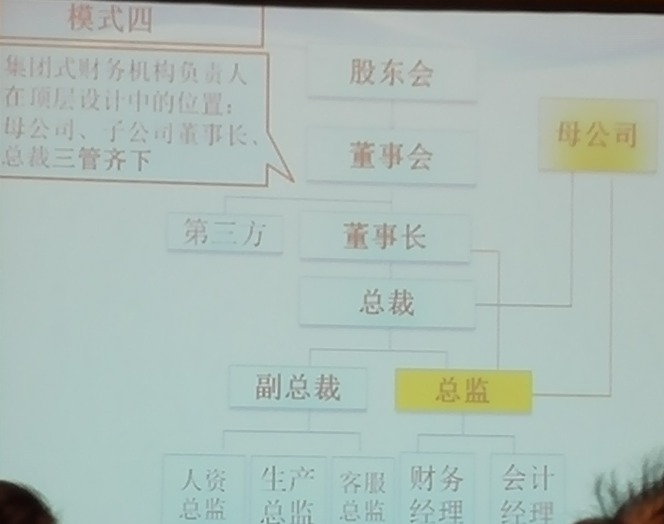 模式四
集团式财务机构负责人
在顶层设计中的位置：
母公司、子公司董事长、
总裁三管齐下
股东会
母公司
董事会
第三方
董事长
总裁
副总裁
总监
人资
总监
生产
总监
客服
总监
财务
经理
会计
经理